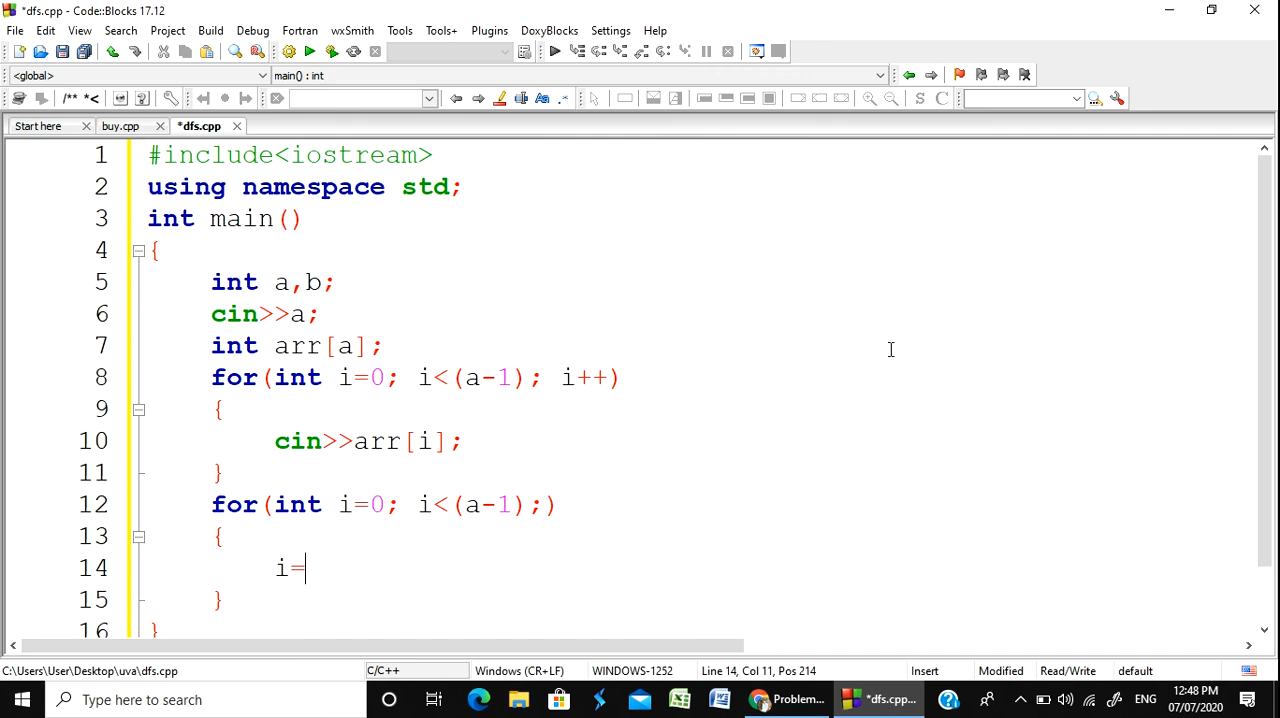 *dfs.cpp - Code::Blocks 17.12
File Edit View Search Project Build Debug Fortran wxSmith Tools Tools+ Plugins DoxyBlocks Settings Help
<global> main() : int
/** *< Aa .* S C
Start here buy.cpp *dfs.cpp
1 #include<iostream>
2 using namespace std;
3 int main()
4 {
5 int a,b;
6 cin>>a;
7 int arr[a];
8 for(int i=0; i<(a-1); i++)
9 {
10 cin>>arr[i];
11 }
12 for(int i=0; i<(a-1);)
13 {
14 i=
15 }
16 }
C:\Users\User\Desktop\uva\dfs.cpp C/C++ Windows (CR+LF) WINDOWS-1252 Line 14, Col 11, Pos 214 Insert Modified Read/Write default
Type here to search Problem... *dfs.cpp... ENG 12:48 PM
07/07/2020